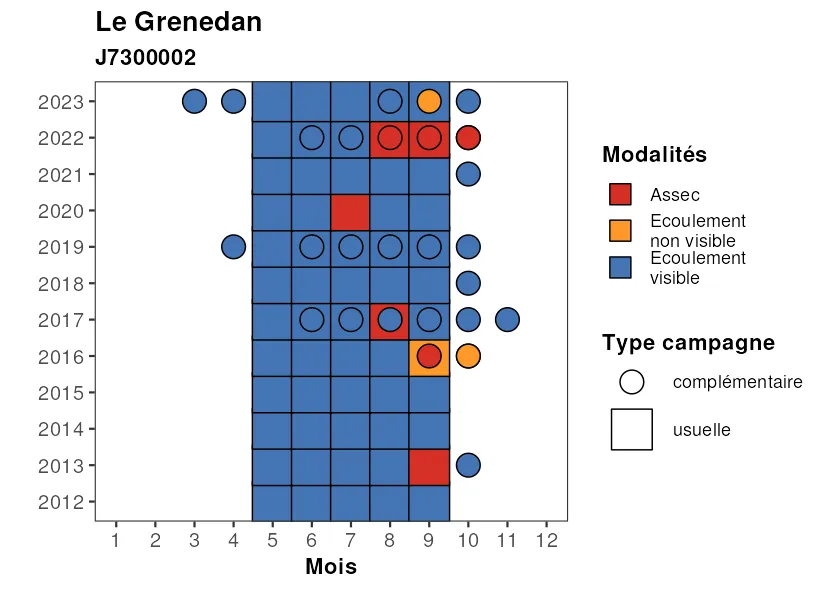 Le Grenedan
J7300002
2023
2022
2021
2020
2019
2018
2017
2016
2015
2014
2013
2012
1 2 3 4 5 6 7 8 9 10 11 12
Mois
Modalités
Assec
Ecoulement
non visible
Ecoulement
visible
Type campagne
complémentaire
usuelle